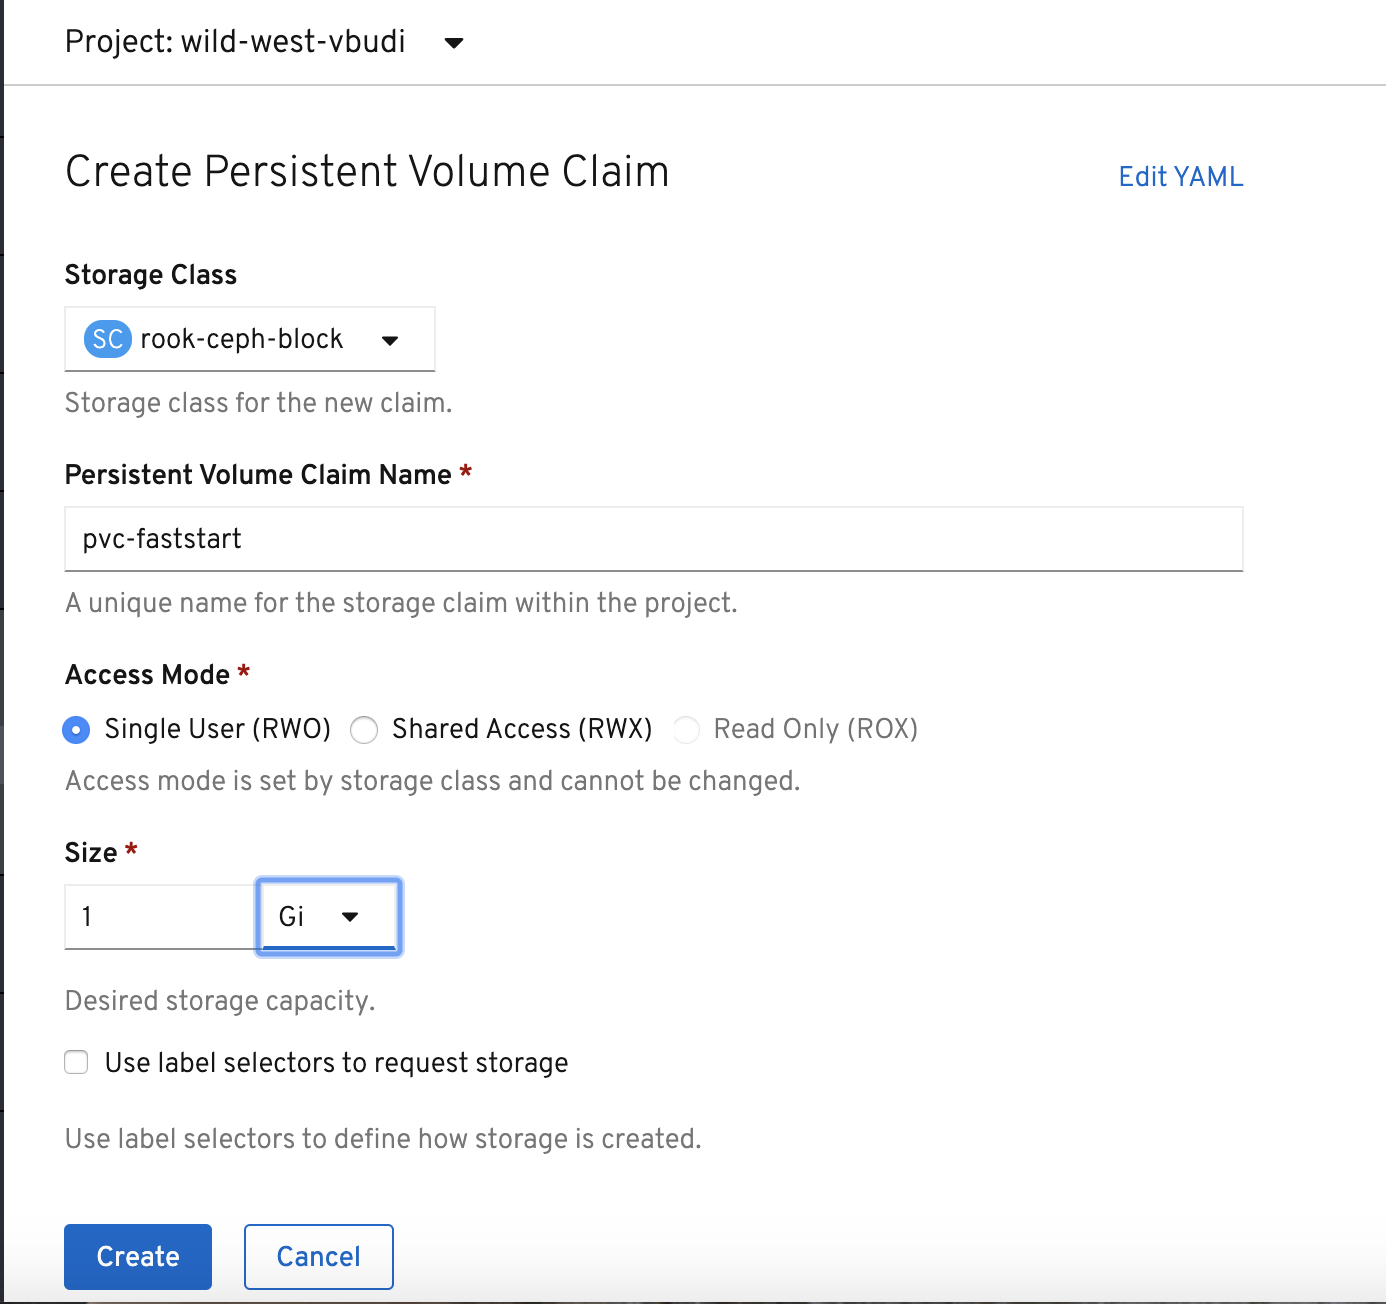 Project: wild-west-vbudi
Create Persistent Volume Claim
Edit YAML
Storage Class
SC rook-ceph-block
Storage class for the new claim.
Persistent Volume Claim Name *
pvc-faststart
A unique name for the storage claim within the project.
Access Mode *
Single User (RWO) Shared Access (RWX) Read Only (ROX)
Access mode is set by storage class and cannot be changed.
Size *
1 Gi
Desired storage capacity.
Use label selectors to request storage
Use label selectors to define how storage is created.
Create Cancel